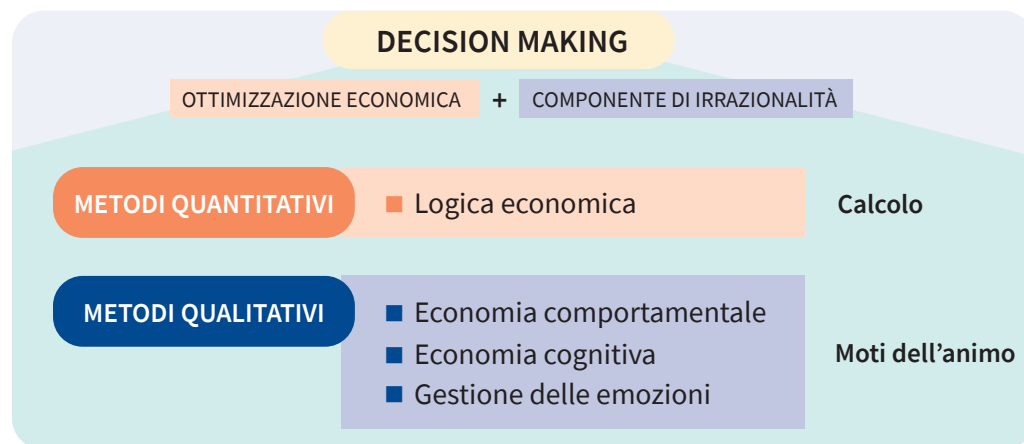 DECISION MAKING
OTTIMIZZAZIONE ECONOMICA + COMPONENTE DI IRRAZIONALITÀ
METODI QUANTITATIVI
■ Logica economica
Calcolo
METODI QUALITATIVI
■ Economia comportamentale
■ Economia cognitiva
■ Gestione delle emozioni
Moti dell’animo